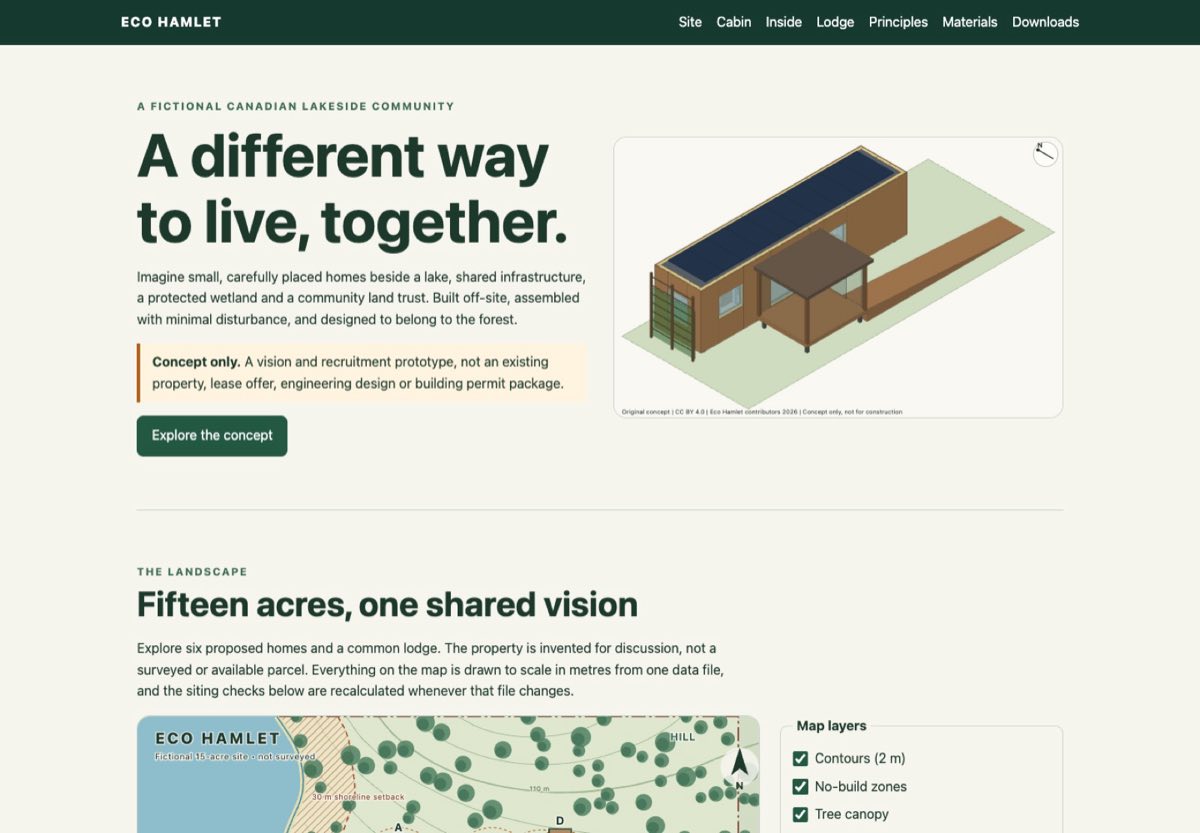 ECO HAMLET
Site Cabin Inside Lodge Principles Materials Downloads
A FICTIONAL CANADIAN LAKESIDE COMMUNITY
A different way
to live, together.
Imagine small, carefully placed homes beside a lake, shared infrastructure,
a protected wetland and a community land trust. Built off-site, assembled
with minimal disturbance, and designed to belong to the forest.
Concept only. A vision and recruitment prototype, not an existing
property, lease offer, engineering design or building permit package.
Explore the concept
N
Original concept | CC BY 4.0 | Eco Hamlet contributors 2026 | Concept only, not for construction
THE LANDSCAPE
Fifteen acres, one shared vision
Explore six proposed homes and a common lodge. The property is invented for discussion, not a
surveyed or available parcel. Everything on the map is drawn to scale in metres from one data file,
and the siting checks below are recalculated whenever that file changes.
ECO HAMLET
Fictional 15-acre site • not surveyed
HILL
N
110 m
30 m shoreline setback
A
D
Map layers
Contours (2 m)
No-build zones
Tree canopy